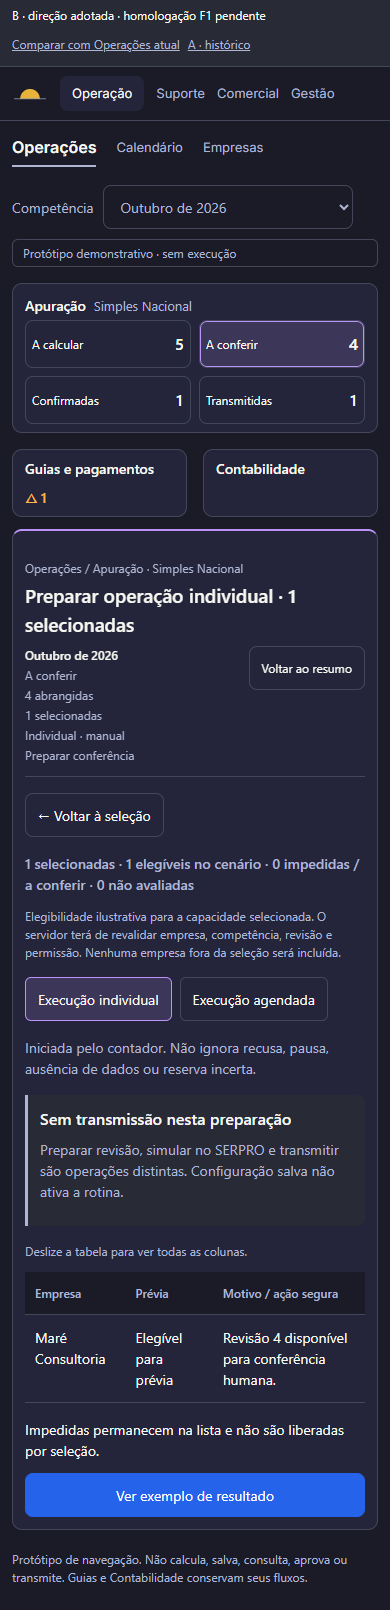 B · direção adotada · homologação F1 pendente
Comparar com Operações atual A · histórico
Operação Suporte Comercial Gestão
Operações Calendário Empresas
Competência Outubro de 2026
Protótipo demonstrativo · sem execução
Apuração Simples Nacional
A calcular 5 A conferir 4
Confirmadas 1 Transmitidas 1
Guias e pagamentos Contabilidade
△ 1
Operações / Apuração · Simples Nacional
Preparar operação individual · 1
selecionadas
Outubro de 2026
A conferir
4 abrangidas
1 selecionadas
Individual · manual
Preparar conferência
Voltar ao resumo
← Voltar à seleção
1 selecionadas · 1 elegíveis no cenário · 0 impedidas /
a conferir · 0 não avaliadas
Elegibilidade ilustrativa para a capacidade selecionada. O
servidor terá de revalidar empresa, competência, revisão e
permissão. Nenhuma empresa fora da seleção será incluída.
Execução individual Execução agendada
Iniciada pelo contador. Não ignora recusa, pausa,
ausência de dados ou reserva incerta.
Sem transmissão nesta preparação
Preparar revisão, simular no SERPRO e transmitir
são operações distintas. Configuração salva não
ativa a rotina.
Deslize a tabela para ver todas as colunas.
Empresa Prévia Motivo / ação segura
Maré Elegível Revisão 4 disponível
Consultoria para para conferência
prévia humana.
Impedidas permanecem na lista e não são liberadas
por seleção.
Ver exemplo de resultado
Protótipo de navegação. Não calcula, salva, consulta, aprova ou
transmite. Guias e Contabilidade conservam seus fluxos.